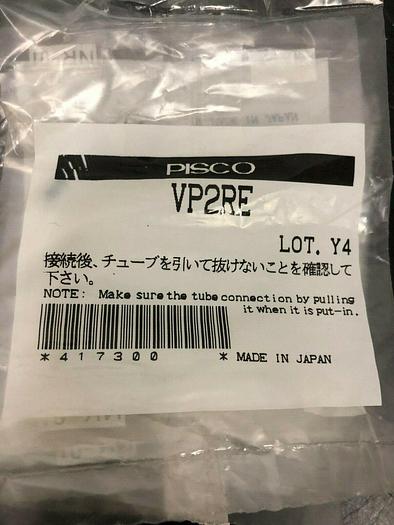 PISCO
VP2RE
LOT. Y4
接続後、チューブを引いて抜けないことを確認して
下さい。
NOTE: Make sure the tube connection by pulling
it when it is put-in.
*417300* MADE IN JAPAN